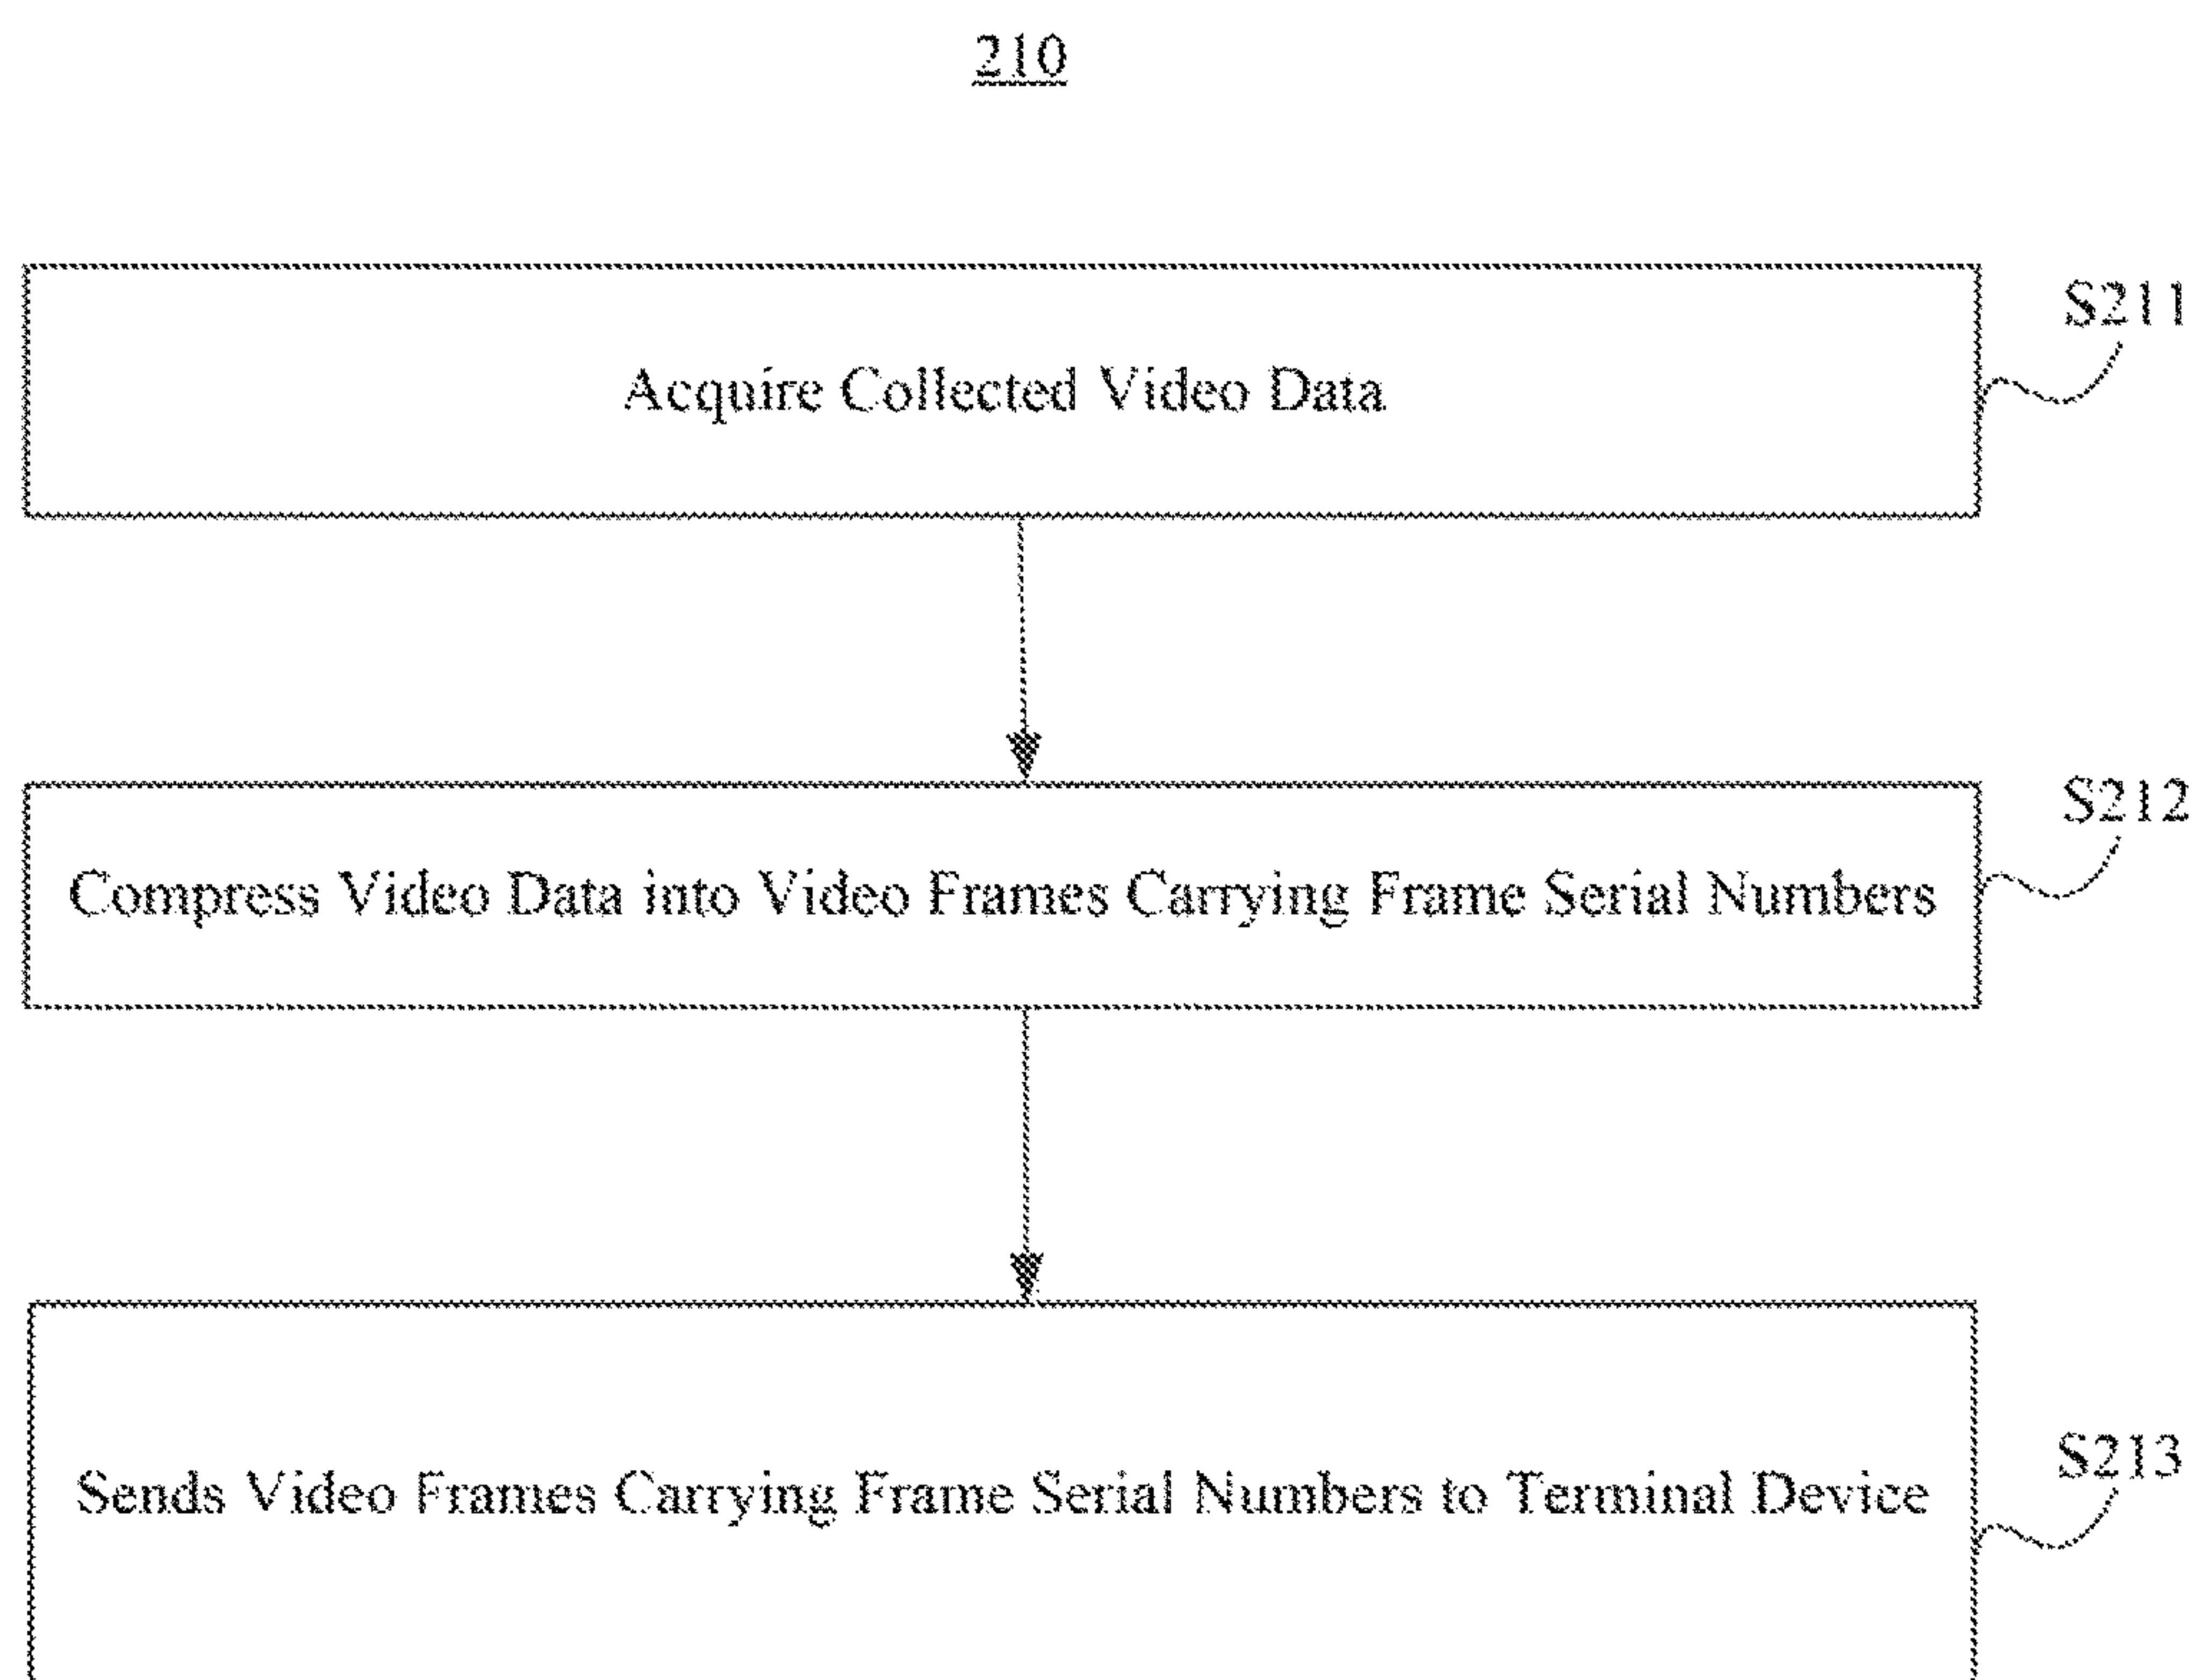 210
S211
Acquire Collected Video Data
S212
Compress Video Data into Video Frames Carrying Frame Serial Numbers
S213
Sends Video Frames Carrying Frame Serial Numbers to Terminal Device